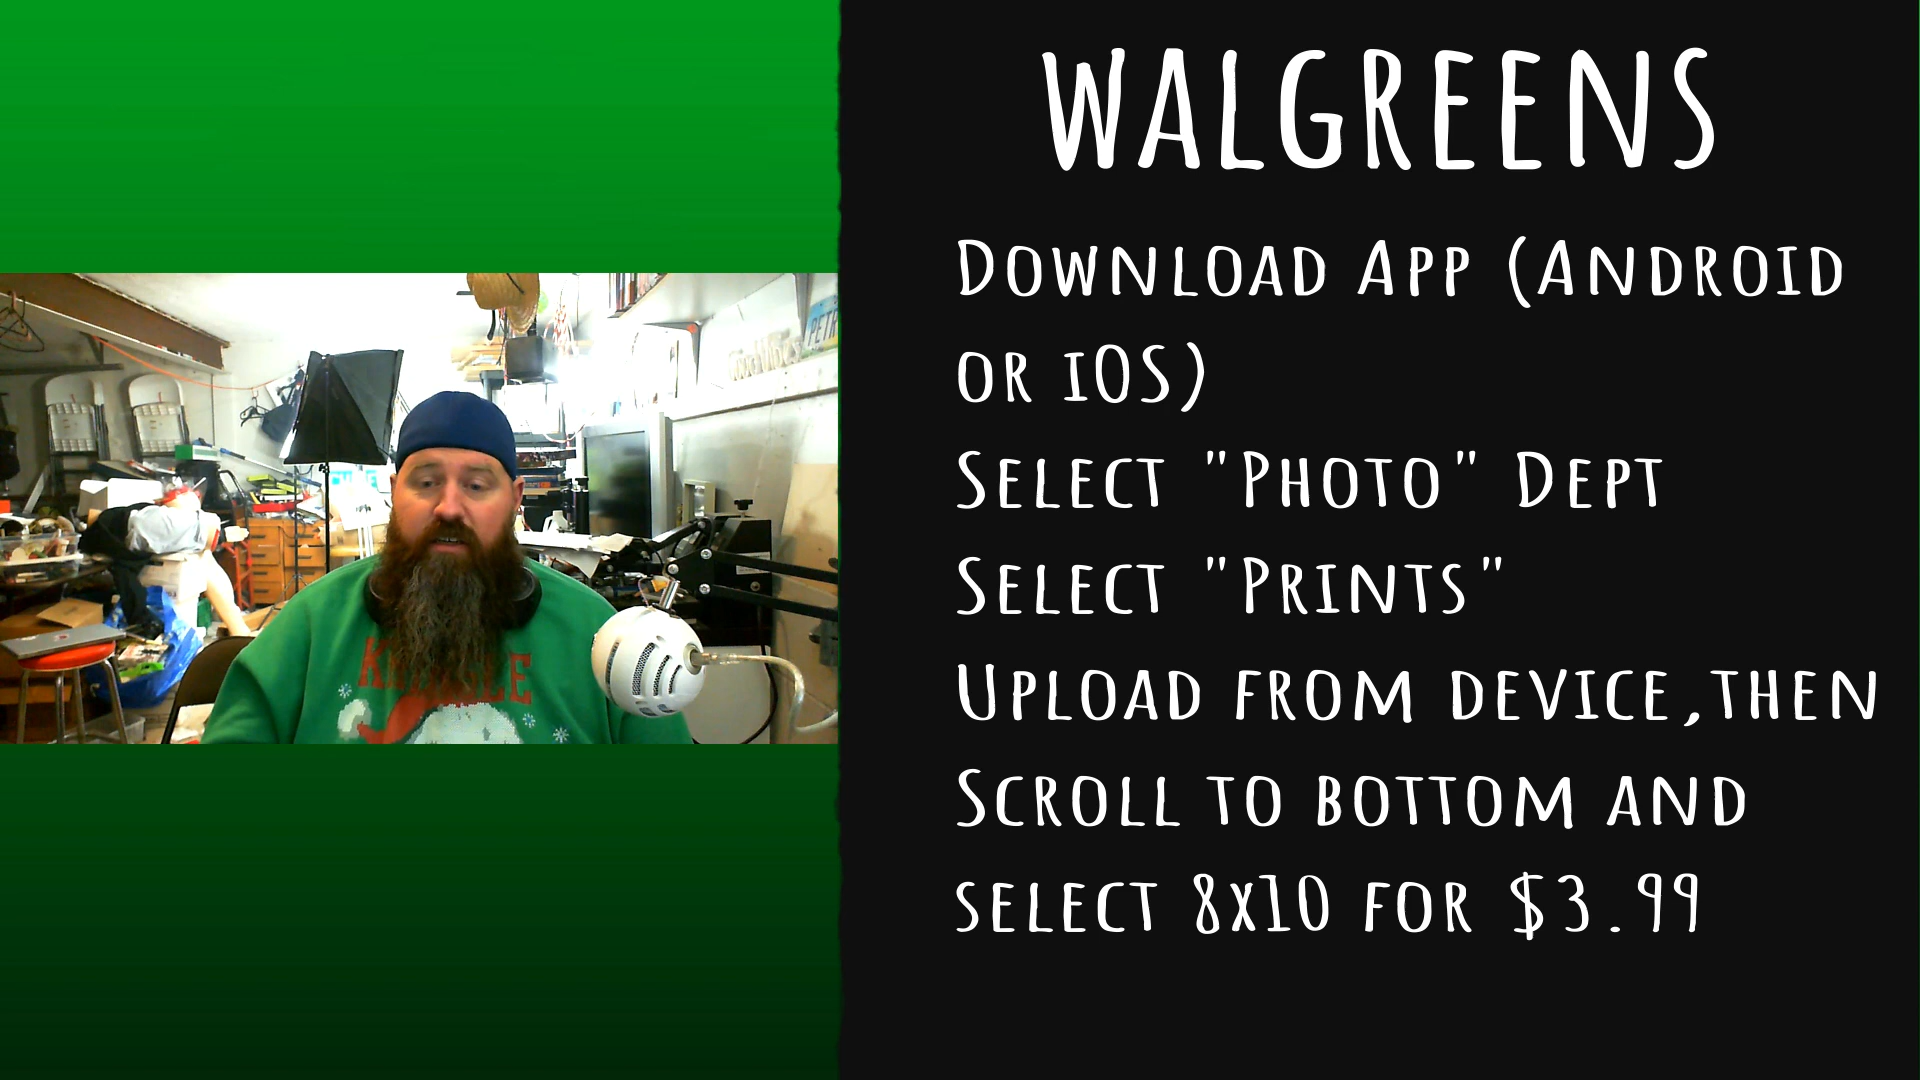 WALGREENS
Download App (Android
or iOS)
Select "Photo" Dept
Select "Prints"
Upload from device,then
Scroll to bottom and
select 8x10 for $3.99
PETR